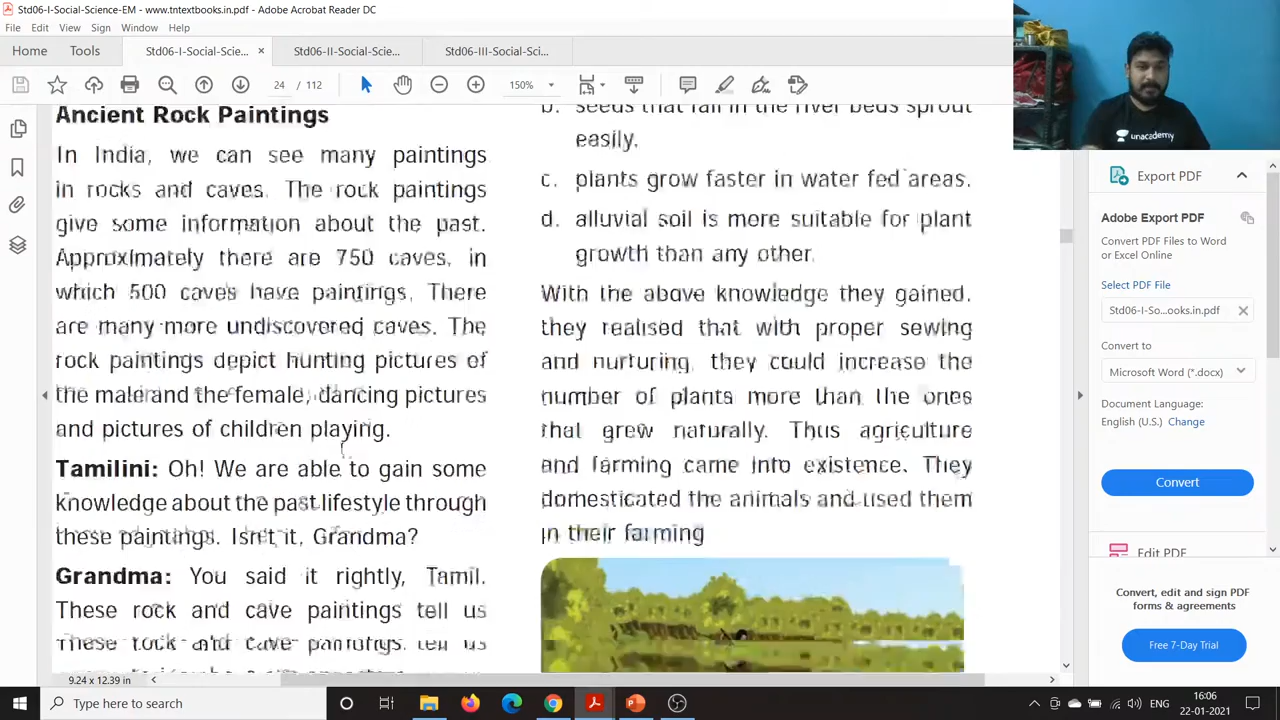 Std06-I-Social-Science-EM - www.tntextbooks.in.pdf - Adobe Acrobat Reader DC
File Edit View Sign Window Help
Home Tools Std06-I-Social-Scie... × Std06-II-Social-Scie... Std06-III-Social-Sci...
24 / 112 150%
Ancient Rock Paintings
In India, we can see many paintings
in rocks and caves. The rock paintings
give some information about the past.
Approximately there are 750 caves, in
which 500 caves have paintings. There
are many more undiscovered caves. The
rock paintings depict hunting pictures of
the male and the female, dancing pictures
and pictures of children playing.
Tamilini: Oh! We are able to gain some
knowledge about the past lifestyle through
these paintings. Isn't it, Grandma?
Grandma: You said it rightly, Tamil.
These rock and cave paintings tell us
These rock and cave paintings tell us
b. seeds that fall in the river beds sprout
easily.
c. plants grow faster in water fed areas.
d. alluvial soil is more suitable for plant
growth than any other.
With the above knowledge they gained,
they realised that with proper sewing
and nurturing, they could increase the
number of plants more than the ones
that grew naturally. Thus agriculture
and farming came into existence. They
domesticated the animals and used them
in their farming
unacademy
Export PDF
Adobe Export PDF
Convert PDF Files to Word
or Excel Online
Select PDF File
Std06-I-So...ooks.in.pdf ×
Convert to
Microsoft Word (*.docx)
Document Language:
English (U.S.) Change
Convert
Edit PDF
Convert, edit and sign PDF
forms & agreements
Free 7-Day Trial
9.24 x 12.39 in
Type here to search
ENG
16:06
22-01-2021